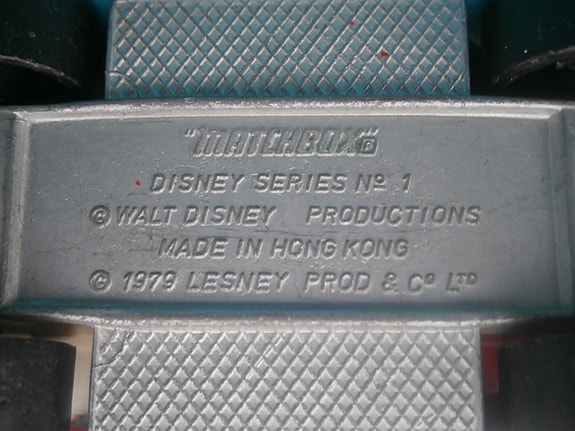 "MATCHBOX"®
DISNEY SERIES Nº 1
© WALT DISNEY PRODUCTIONS
MADE IN HONG KONG
© 1979 LESNEY PROD & Cº LTD